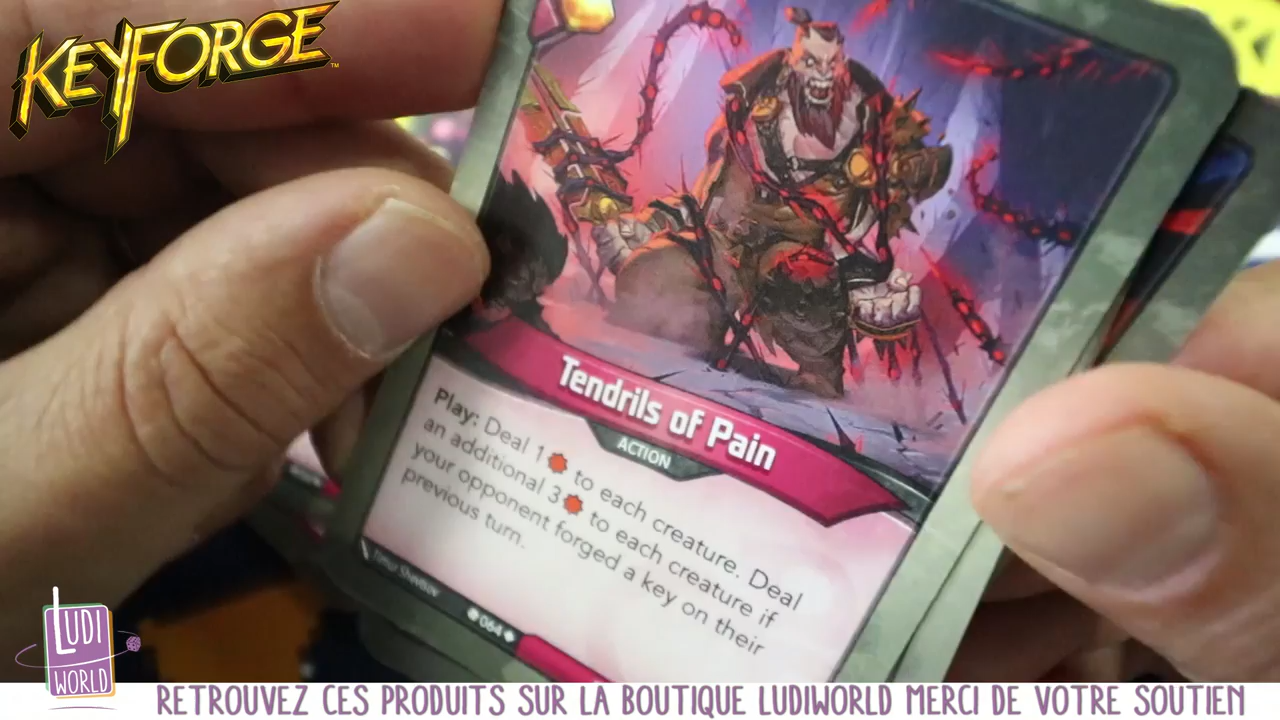 KEYFORGE
Tendrils of Pain
ACTION
Play: Deal 1 to each creature. Deal
an additional 3 to each creature if
your opponent forged a key on their
previous turn.
064
LUDI
WORLD
RETROUVEZ CES PRODUITS SUR LA BOUTIQUE LUDIWORLD MERCI DE VOTRE SOUTIEN